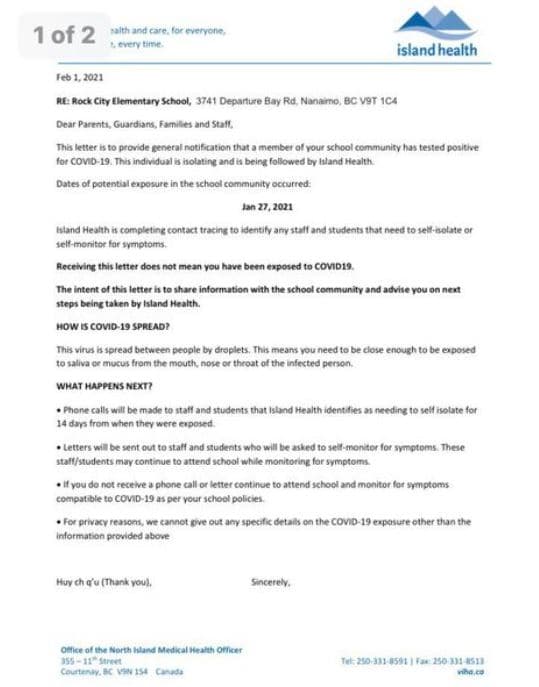 1 of 2
ealth and care, for everyone,
, every time.
island health
Feb 1, 2021
RE: Rock City Elementary School, 3741 Departure Bay Rd, Nanaimo, BC V9T 1C4
Dear Parents, Guardians, Families and Staff,
This letter is to provide general notification that a member of your school community has tested positive
for COVID-19. This individual is isolating and is being followed by Island Health.
Dates of potential exposure in the school community occurred:
Jan 27, 2021
Island Health is completing contact tracing to identify any staff and students that need to self-isolate or
self-monitor for symptoms.
Receiving this letter does not mean you have been exposed to COVID19.
The intent of this letter is to share information with the school community and advise you on next
steps being taken by Island Health.
HOW IS COVID-19 SPREAD?
This virus is spread between people by droplets. This means you need to be close enough to be exposed
to saliva or mucus from the mouth, nose or throat of the infected person.
WHAT HAPPENS NEXT?
• Phone calls will be made to staff and students that Island Health identifies as needing to self isolate for
14 days from when they were exposed.
• Letters will be sent out to staff and students who will be asked to self-monitor for symptoms. These
staff/students may continue to attend school while monitoring for symptoms.
• If you do not receive a phone call or letter continue to attend school and monitor for symptoms
compatible to COVID-19 as per your school policies.
• For privacy reasons, we cannot give out any specific details on the COVID-19 exposure other than the
information provided above
Huy ch q'u (Thank you), Sincerely,
Office of the North Island Medical Health Officer
355 – 11th Street
Courtenay, BC V9N 1S4 Canada
Tel: 250-331-8591 | Fax: 250-331-8513
viha.ca